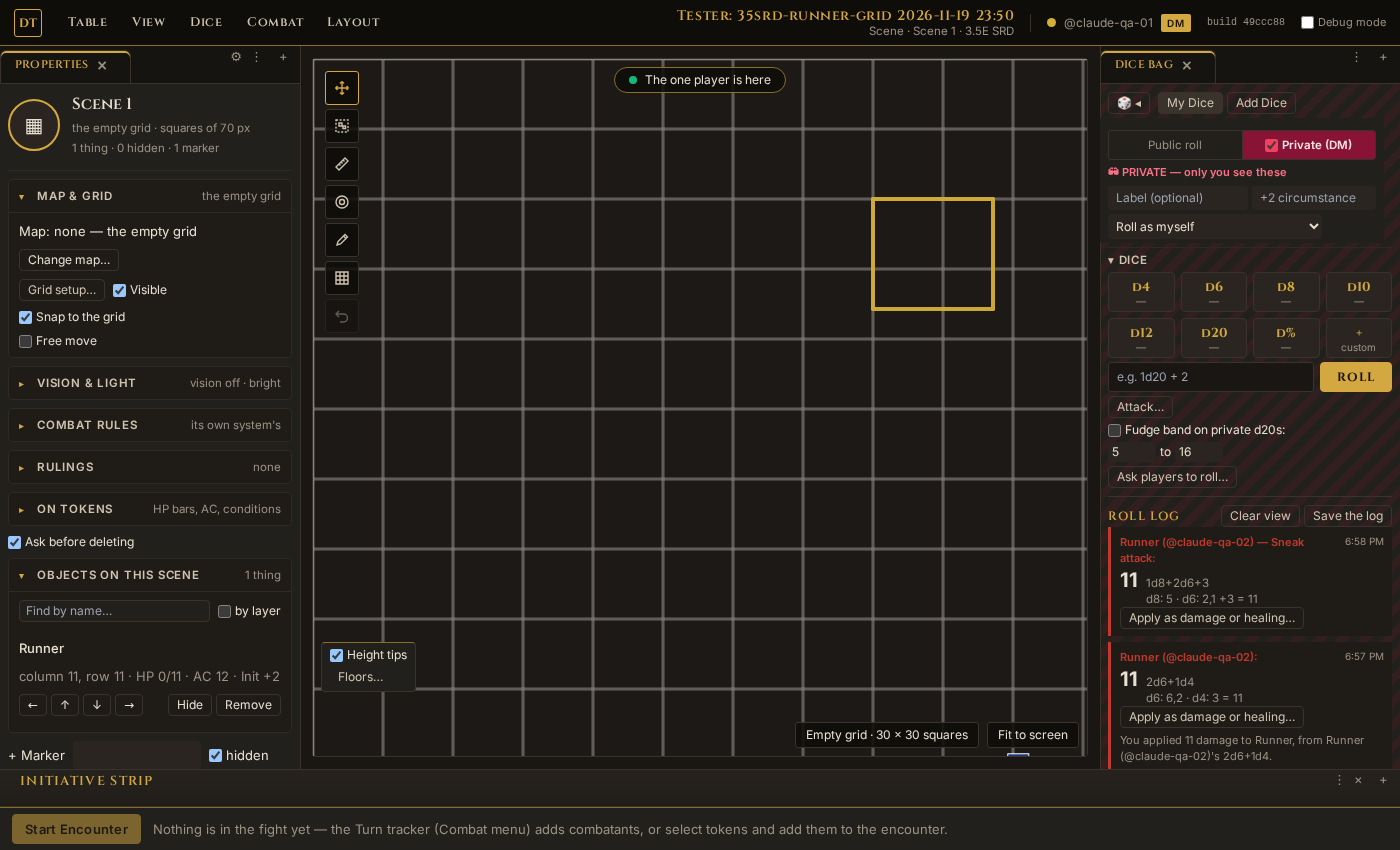 DT TABLE VIEW DICE COMBAT LAYOUT
TESTER: 35SRD-RUNNER-GRID 2026-11-19 23:50
Scene · Scene 1 · 3.5E SRD
@claude-qa-01 DM build 49ccc88 Debug mode
PROPERTIES
SCENE 1
the empty grid · squares of 70 px
1 thing · 0 hidden · 1 marker
MAP & GRID the empty grid
Map: none — the empty grid
Change map...
Grid setup... Visible
Snap to the grid
Free move
VISION & LIGHT vision off · bright
COMBAT RULES its own system's
RULINGS none
ON TOKENS HP bars, AC, conditions
Ask before deleting
OBJECTS ON THIS SCENE 1 thing
Find by name... by layer
Runner
column 11, row 11 · HP 0/11 · AC 12 · Init +2
← ↑ ↓ → Hide Remove
+ Marker hidden
The one player is here
Height tips
Floors...
Empty grid · 30 × 30 squares Fit to screen
DICE BAG
My Dice Add Dice
Public roll Private (DM)
PRIVATE — only you see these
Label (optional) +2 circumstance
Roll as myself
DICE
D4 — D6 — D8 — D10 —
D12 — D20 — D% — + custom
e.g. 1d20 + 2 ROLL
Attack...
Fudge band on private d20s:
5 to 16
Ask players to roll...
ROLL LOG Clear view Save the log
Runner (@claude-qa-02) — Sneak attack: 6:58 PM
11 1d8+2d6+3
d8: 5 · d6: 2,1 +3 = 11
Apply as damage or healing...
Runner (@claude-qa-02): 6:57 PM
11 2d6+1d4
d6: 6,2 · d4: 3 = 11
Apply as damage or healing...
You applied 11 damage to Runner, from Runner
(@claude-qa-02)'s 2d6+1d4.
INITIATIVE STRIP
Start Encounter Nothing is in the fight yet — the Turn tracker (Combat menu) adds combatants, or select tokens and add them to the encounter.